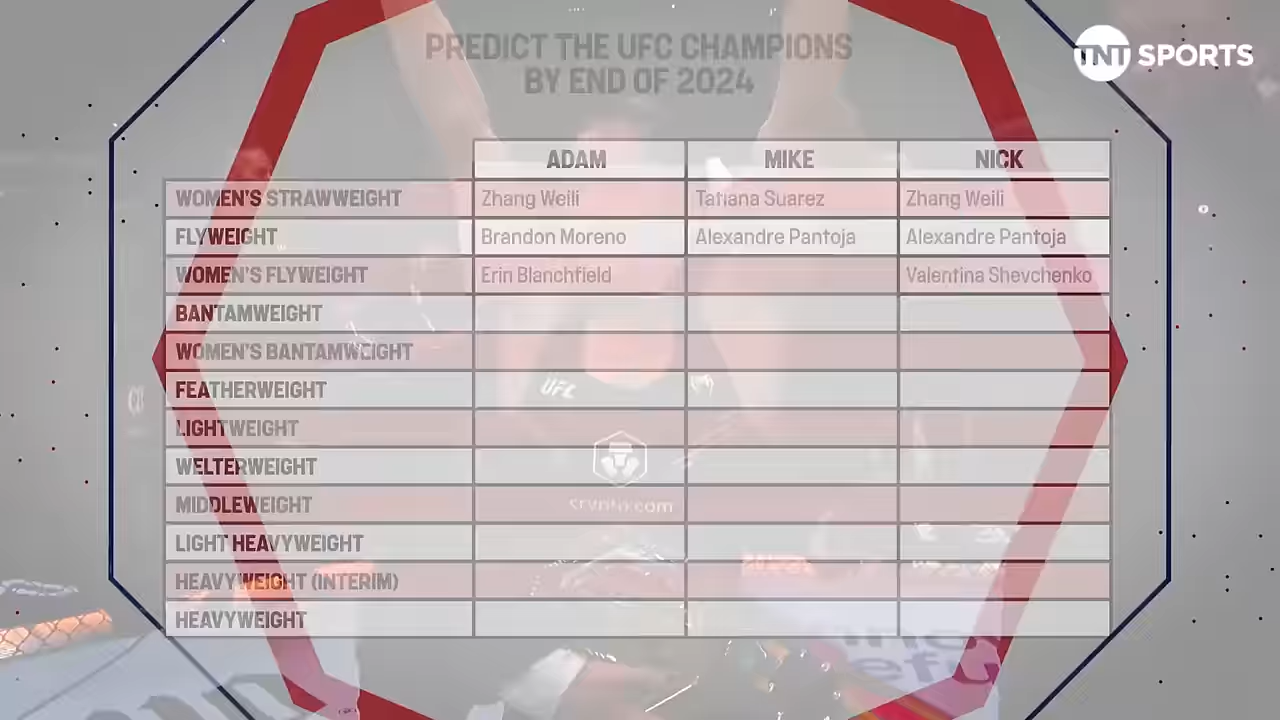 PREDICT THE UFC CHAMPIONS
BY END OF 2024
TNT SPORTS
ADAM MIKE NICK
WOMEN'S STRAWWEIGHT Zhang Weili Tatiana Suarez Zhang Weili
FLYWEIGHT Brandon Moreno Alexandre Pantoja Alexandre Pantoja
WOMEN'S FLYWEIGHT Erin Blanchfield Valentina Shevchenko
BANTAMWEIGHT
WOMEN'S BANTAMWEIGHT
FEATHERWEIGHT
UFC
LIGHTWEIGHT
WELTERWEIGHT
MIDDLEWEIGHT
crypto.com
LIGHT HEAVYWEIGHT
HEAVYWEIGHT (INTERIM)
HEAVYWEIGHT